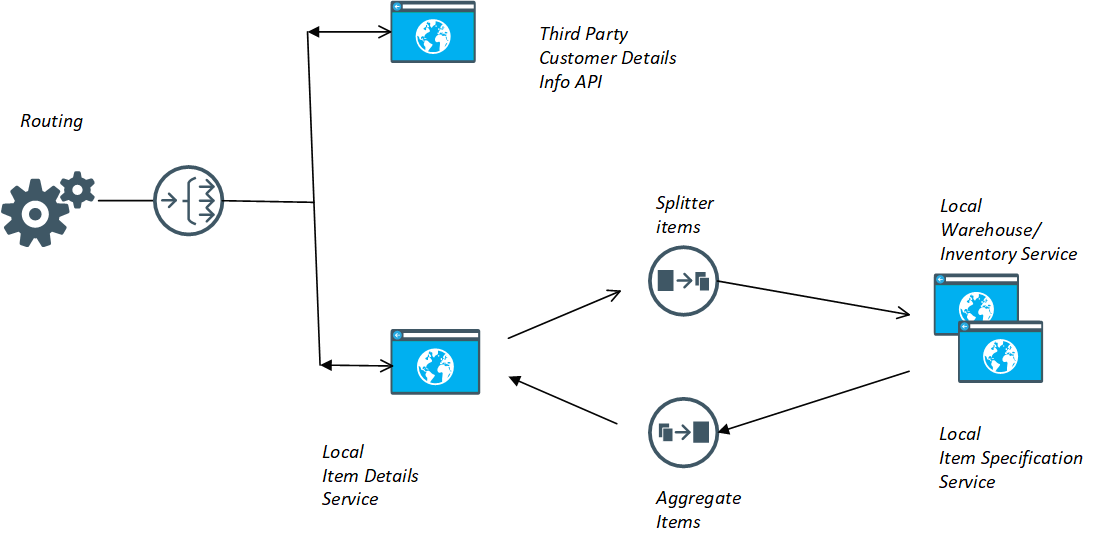 Third Party
Customer Details
Info API
Routing
Splitter
items
Local
Warehouse/
Inventory Service
Local
Item Details
Service
Aggregate
Items
Local
Item Specification
Service